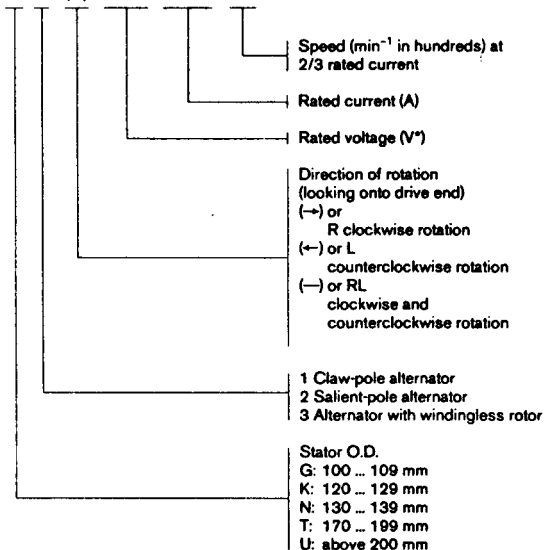 Speed (min⁻¹ in hundreds) at
2/3 rated current
Rated current (A)
Rated voltage (V*)
Direction of rotation
(looking onto drive end)
(→) or
R clockwise rotation
(←) or L
counterclockwise rotation
(—) or RL
clockwise and
counterclockwise rotation
1 Claw-pole alternator
2 Salient-pole alternator
3 Alternator with windingless rotor
Stator O.D.
G: 100 ... 109 mm
K: 120 ... 129 mm
N: 130 ... 139 mm
T: 170 ... 199 mm
U: above 200 mm